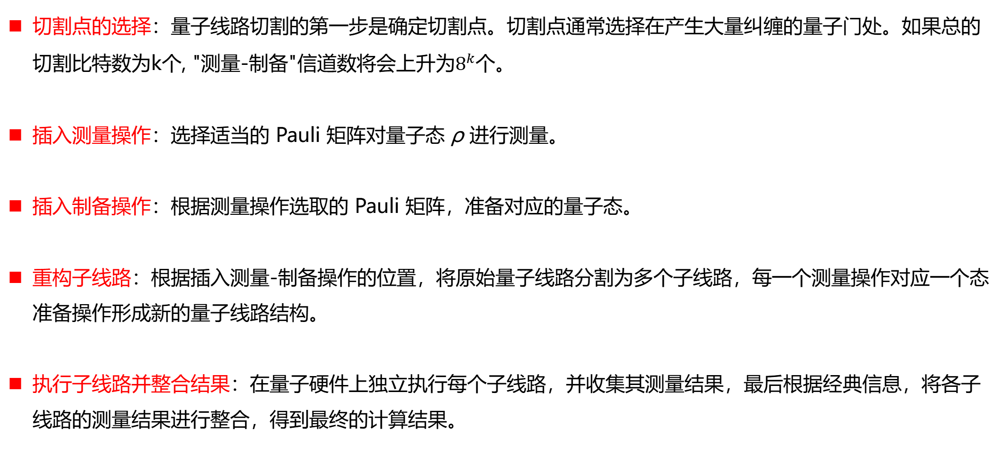 ■ 切割点的选择：量子线路切割的第一步是确定切割点。切割点通常选择在产生大量纠缠的量子门处。如果总的
切割比特数为k个, "测量-制备"信道数将会上升为8^k个。
■ 插入测量操作：选择适当的 Pauli 矩阵对量子态 ρ 进行测量。
■ 插入制备操作：根据测量操作选取的 Pauli 矩阵，准备对应的量子态。
■ 重构子线路：根据插入测量-制备操作的位置，将原始量子线路分割为多个子线路，每一个测量操作对应一个态
准备操作形成新的量子线路结构。
■ 执行子线路并整合结果：在量子硬件上独立执行每个子线路，并收集其测量结果，最后根据经典信息，将各子
线路的测量结果进行整合，得到最终的计算结果。